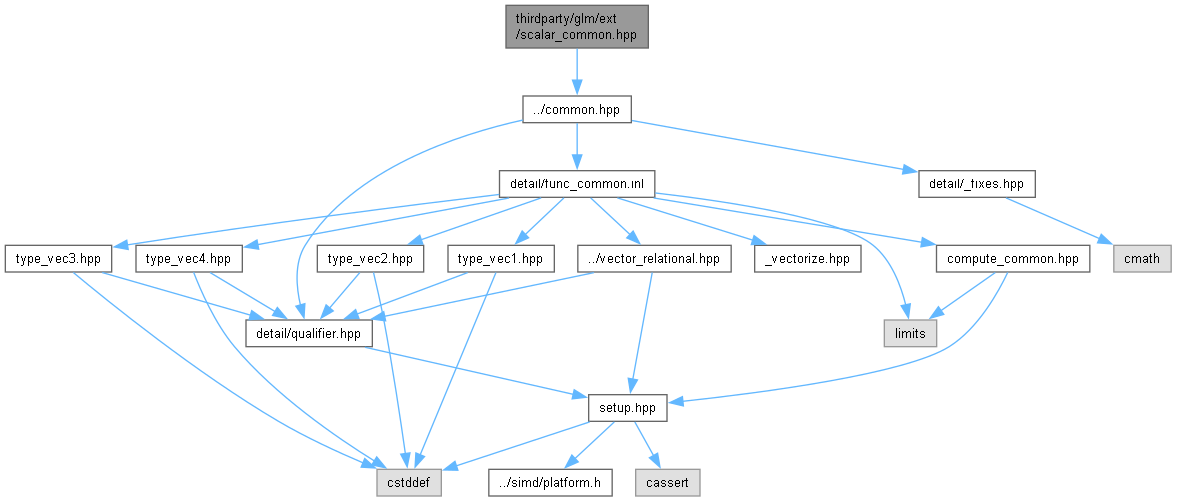 thirdparty/glm/ext
/scalar_common.hpp
../common.hpp
detail/func_common.inl
detail/_fixes.hpp
type_vec3.hpp
type_vec4.hpp
type_vec2.hpp
type_vec1.hpp
../vector_relational.hpp
_vectorize.hpp
compute_common.hpp
cmath
detail/qualifier.hpp
limits
setup.hpp
cstddef
../simd/platform.h
cassert